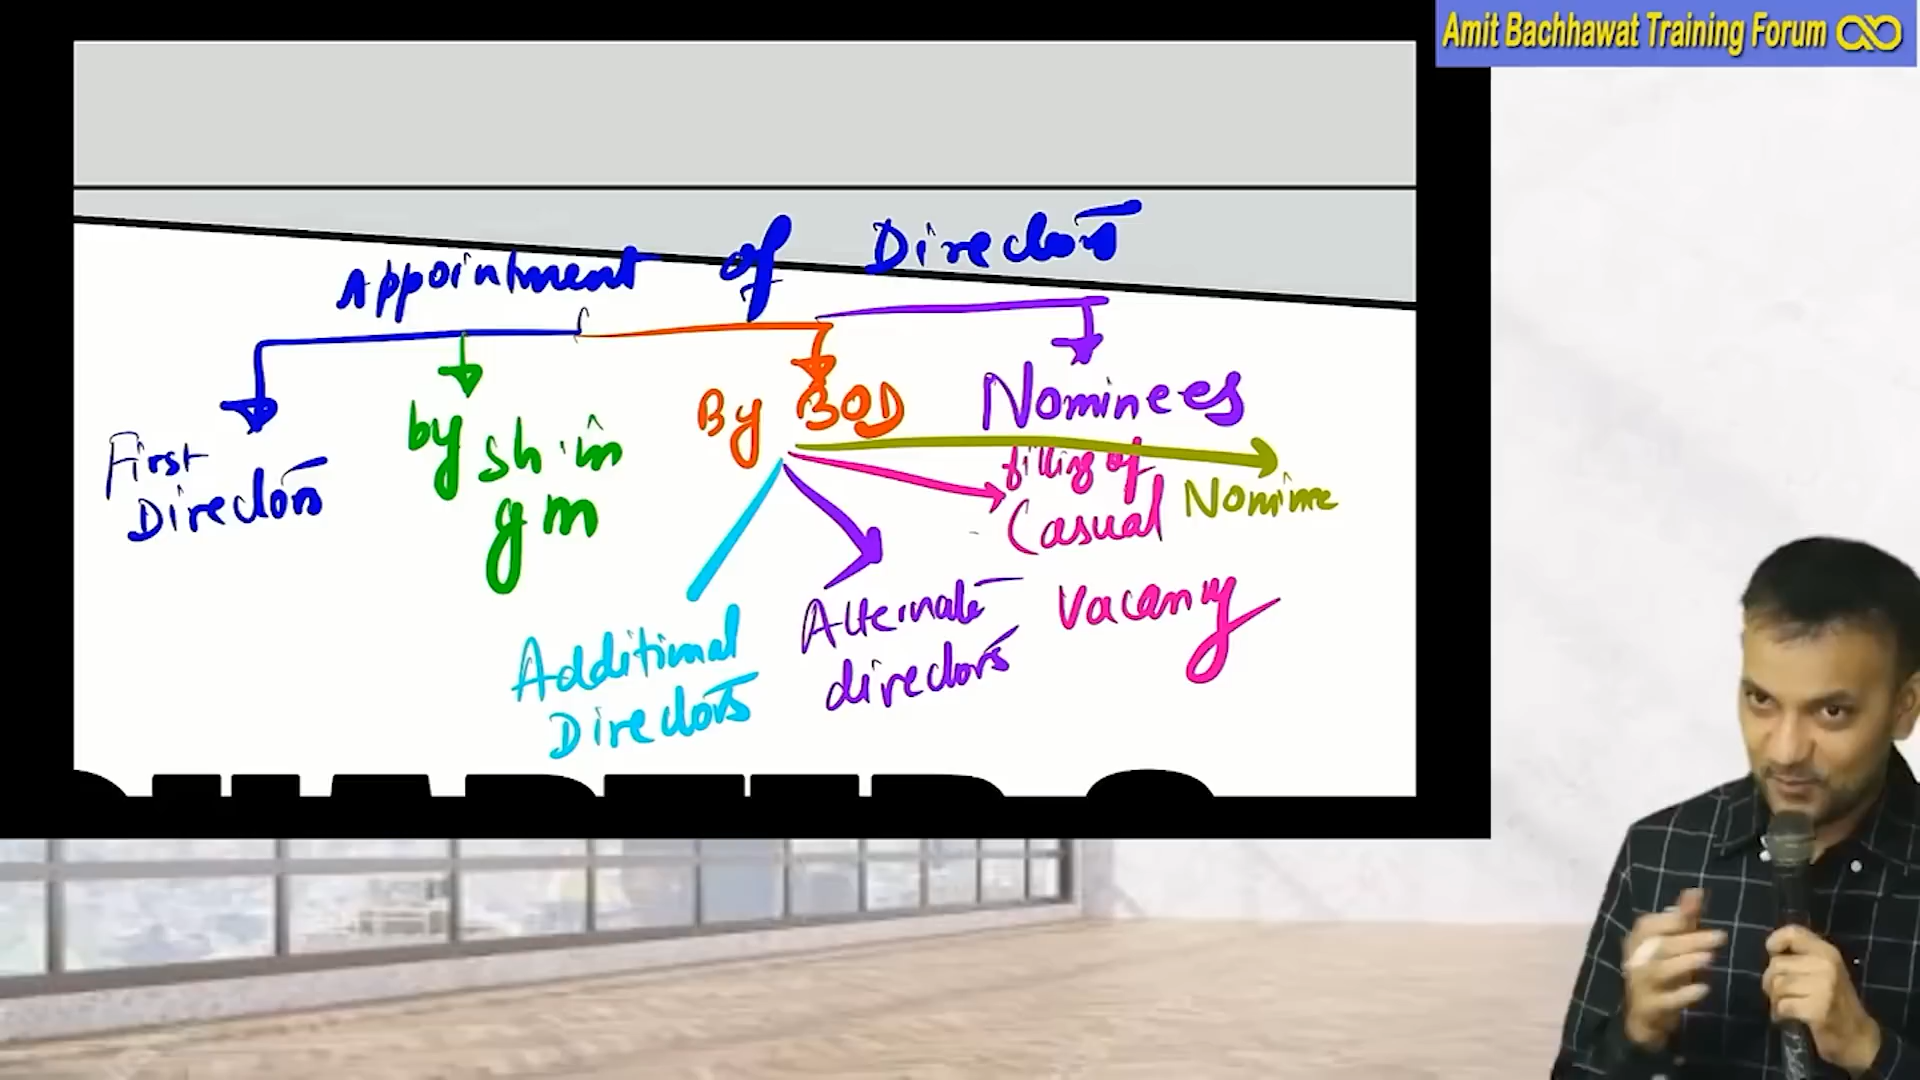 Amit Bachhawat Training Forum
Appointment of Directors
First
Directors
by sh in
gm
By BOD
Nominees
filling of
Casual
Vacancy
Nominee
Additional
Directors
Alternate
directors